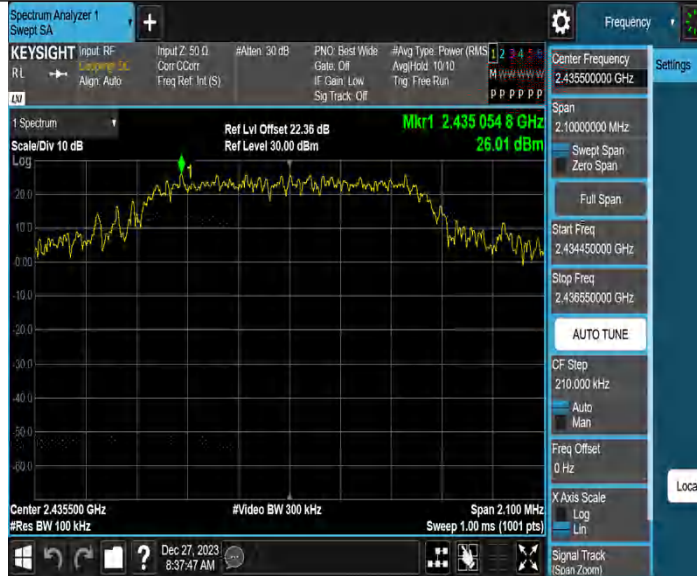 Spectrum Analyzer 1
Swept SA
+
Frequency
KEYSIGHT
RL
Input: RF
Coupling: DC
Align: Auto
Input Z: 50 Ω
Corr CCorr
Freq Ref: Int (S)
#Atten: 30 dB
PNO: Best Wide
Gate: Off
IF Gain: Low
Sig Track: Off
#Avg Type: Power (RMS
Avg|Hold: 10/10
Trig: Free Run
1 2 3 4 5 6
M W W W W W
P P P P P P
1 Spectrum
Scale/Div 10 dB
Log
Ref Lvl Offset 22.36 dB
Ref Level 30.00 dBm
Mkr1 2.435 054 8 GHz
26.01 dBm
1
20.0
10.0
0.00
-10.0
-20.0
-30.0
-40.0
-50.0
-60.0
Center 2.435500 GHz
#Res BW 100 kHz
#Video BW 300 kHz
Span 2.100 MHz
Sweep 1.00 ms (1001 pts)
?
Dec 27, 2023
8:37:47 AM
Center Frequency
2.435500000 GHz
Span
2.10000000 MHz
Swept Span
Zero Span
Full Span
Start Freq
2.434450000 GHz
Stop Freq
2.436550000 GHz
AUTO TUNE
CF Step
210.000 kHz
Auto
Man
Freq Offset
0 Hz
X Axis Scale
Log
Lin
Signal Track
(Span Zoom)
Settings
Loca